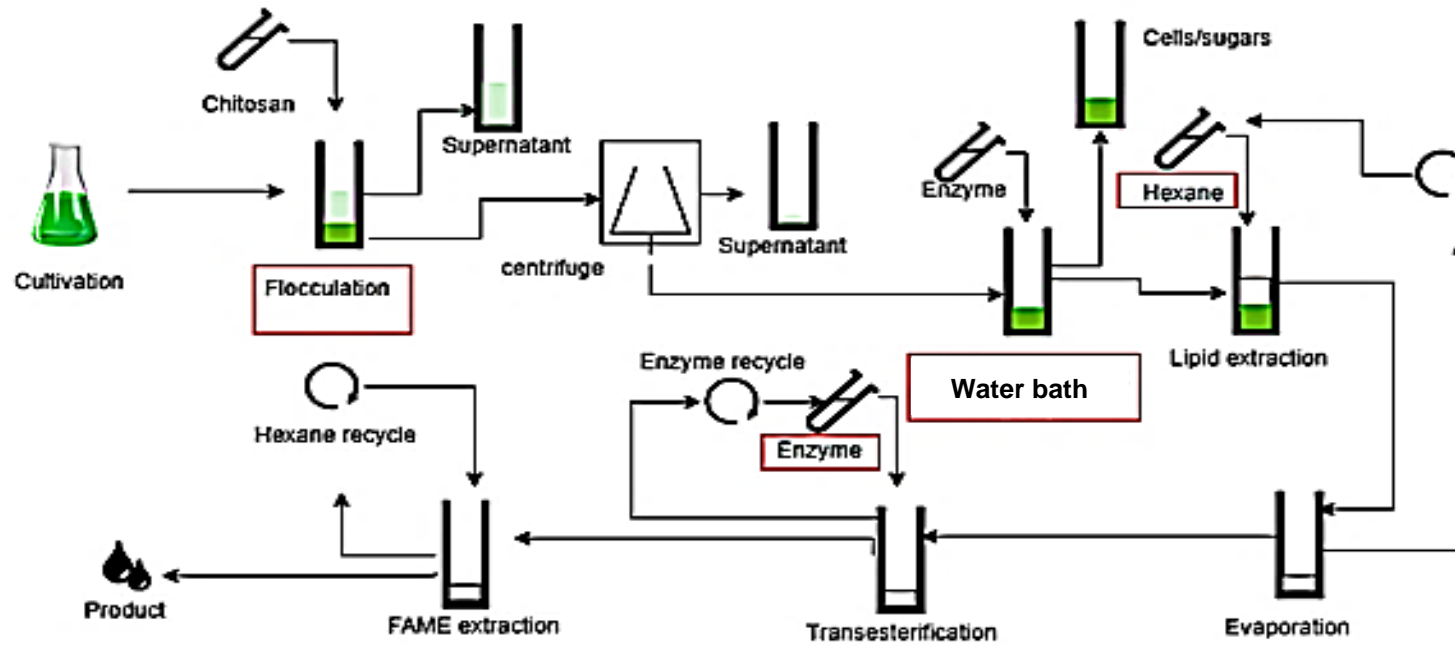 Cells/sugars
Chitosan
Supernatant
Enzyme
Hexane
Supernatant
Cultivation
Flocculation
centrifuge
Lipid extraction
Enzyme recycle
Water bath
Hexane recycle
Enzyme
Product
FAME extraction
Transesterification
Evaporation